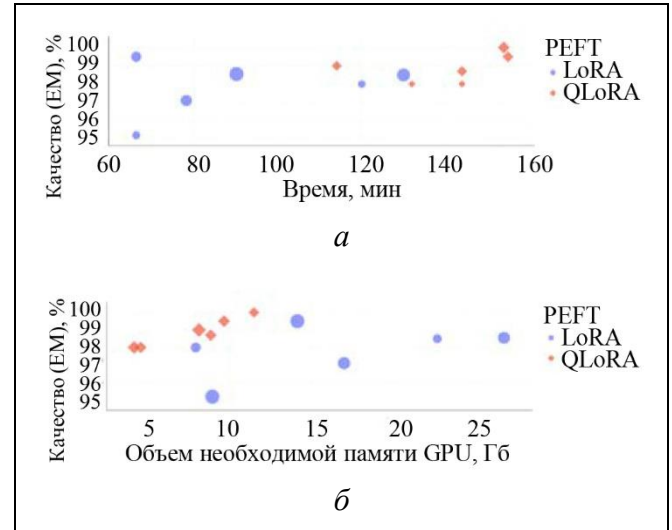 Качество (EM), %
100
99
98
97
96
95
60 80 100 120 140 160
Время, мин
PEFT
LoRA
QLoRA
а
Качество (EM), %
100
99
98
97
96
95
5 10 15 20 25
Объем необходимой памяти GPU, Гб
PEFT
LoRA
QLoRA
б